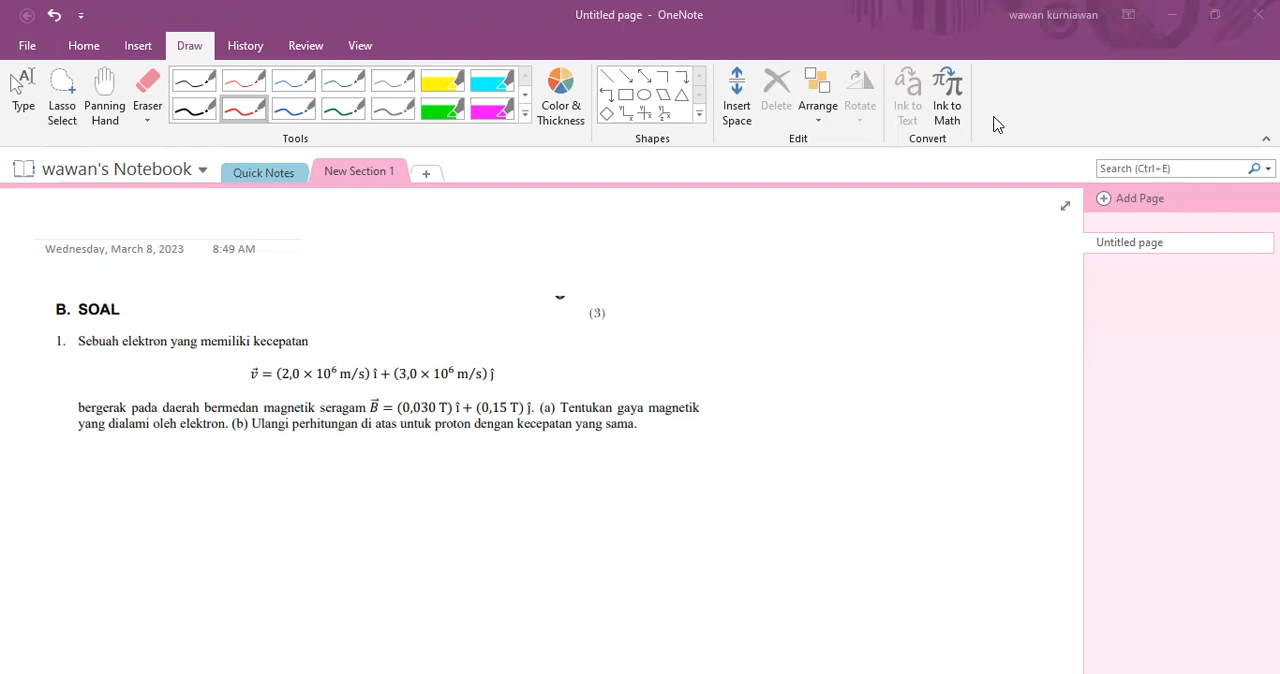 Untitled page - OneNote
wawan kurniawan
File Home Insert Draw History Review View
Type
Lasso Select
Panning Hand
Eraser
Color & Thickness
Insert Space
Delete
Arrange
Rotate
Ink to Text
Ink to Math
Tools
Shapes
Edit
Convert
wawan's Notebook
Quick Notes
New Section 1
Search (Ctrl+E)
Add Page
Untitled page
Wednesday, March 8, 2023 8:49 AM
B. SOAL
(3)
1. Sebuah elektron yang memiliki kecepatan
v⃗ = (2,0 × 10⁶ m/s) î + (3,0 × 10⁶ m/s) ĵ
bergerak pada daerah bermedan magnetik seragam B⃗ = (0,030 T) î + (0,15 T) ĵ. (a) Tentukan gaya magnetik
yang dialami oleh elektron. (b) Ulangi perhitungan di atas untuk proton dengan kecepatan yang sama.